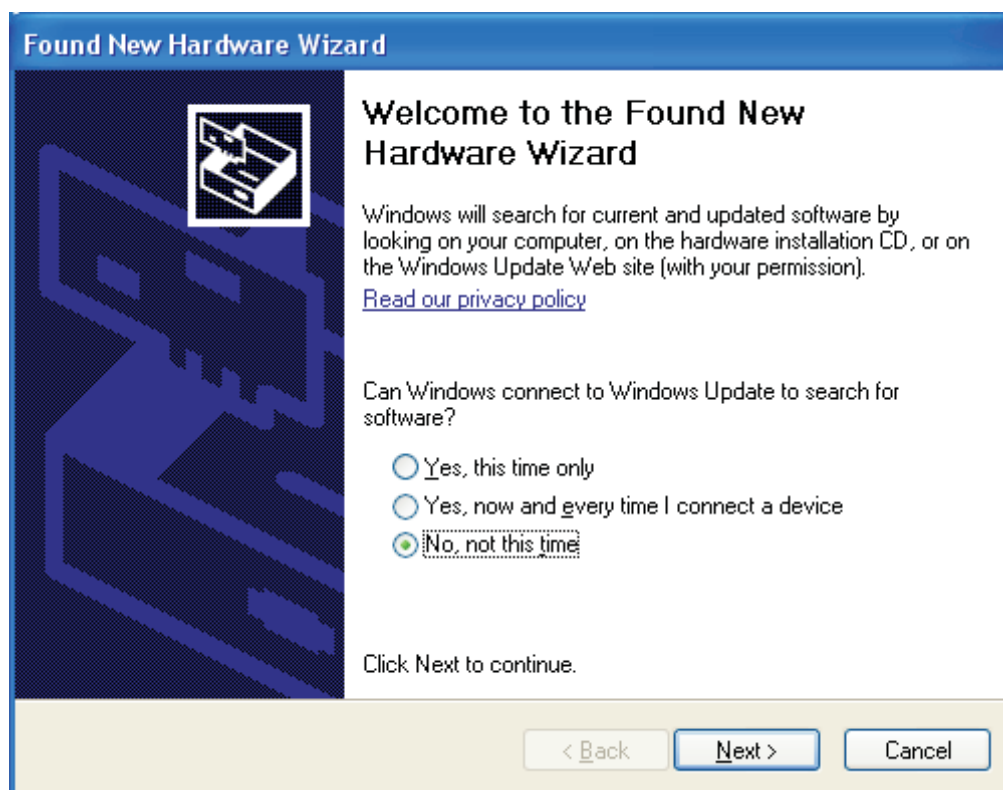 Found New Hardware Wizard
Welcome to the Found New
Hardware Wizard
Windows will search for current and updated software by
looking on your computer, on the hardware installation CD, or on
the Windows Update Web site (with your permission).
Read our privacy policy
Can Windows connect to Windows Update to search for
software?
Yes, this time only
Yes, now and every time I connect a device
No, not this time
Click Next to continue.
< Back
Next >
Cancel